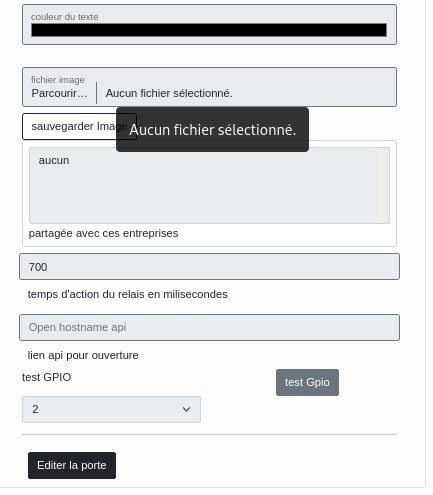 couleur du texte
fichier image
Parcourir... Aucun fichier sélectionné.
sauvegarder Image
Aucun fichier sélectionné.
aucun
partagée avec ces entreprises
700
temps d'action du relais en milisecondes
Open hostname api
lien api pour ouverture
test GPIO
test Gpio
2
Editer la porte